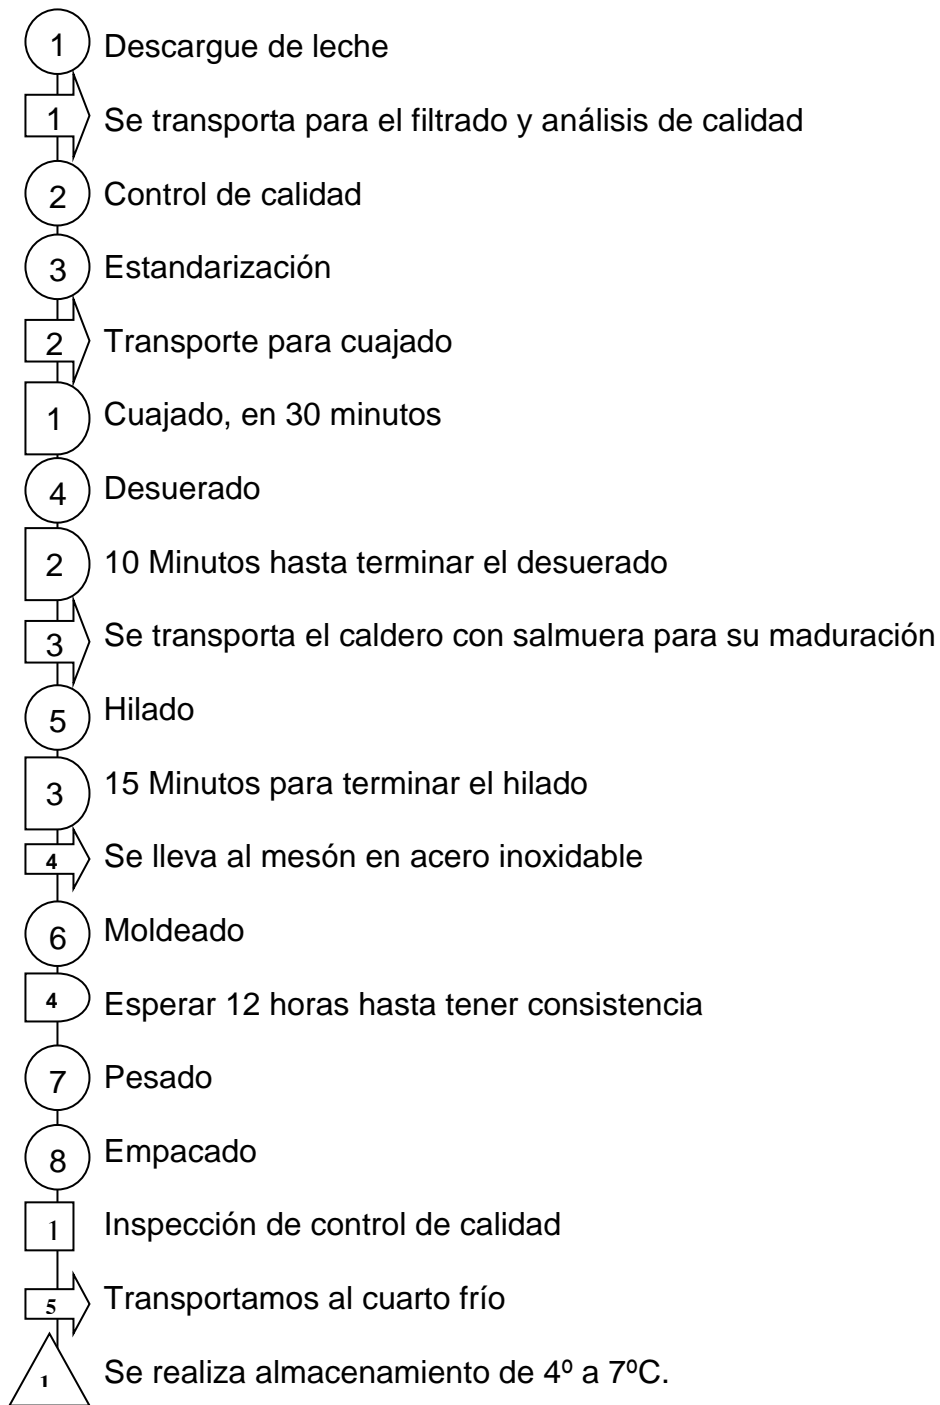 1 Descargue de leche
1 Se transporta para el filtrado y análisis de calidad
2 Control de calidad
3 Estandarización
2 Transporte para cuajado
1 Cuajado, en 30 minutos
4 Desuerado
2 10 Minutos hasta terminar el desuerado
3 Se transporta el caldero con salmuera para su maduración
5 Hilado
3 15 Minutos para terminar el hilado
4 Se lleva al mesón en acero inoxidable
6 Moldeado
4 Esperar 12 horas hasta tener consistencia
7 Pesado
8 Empacado
1 Inspección de control de calidad
5 Transportamos al cuarto frío
1 Se realiza almacenamiento de 4º a 7ºC.